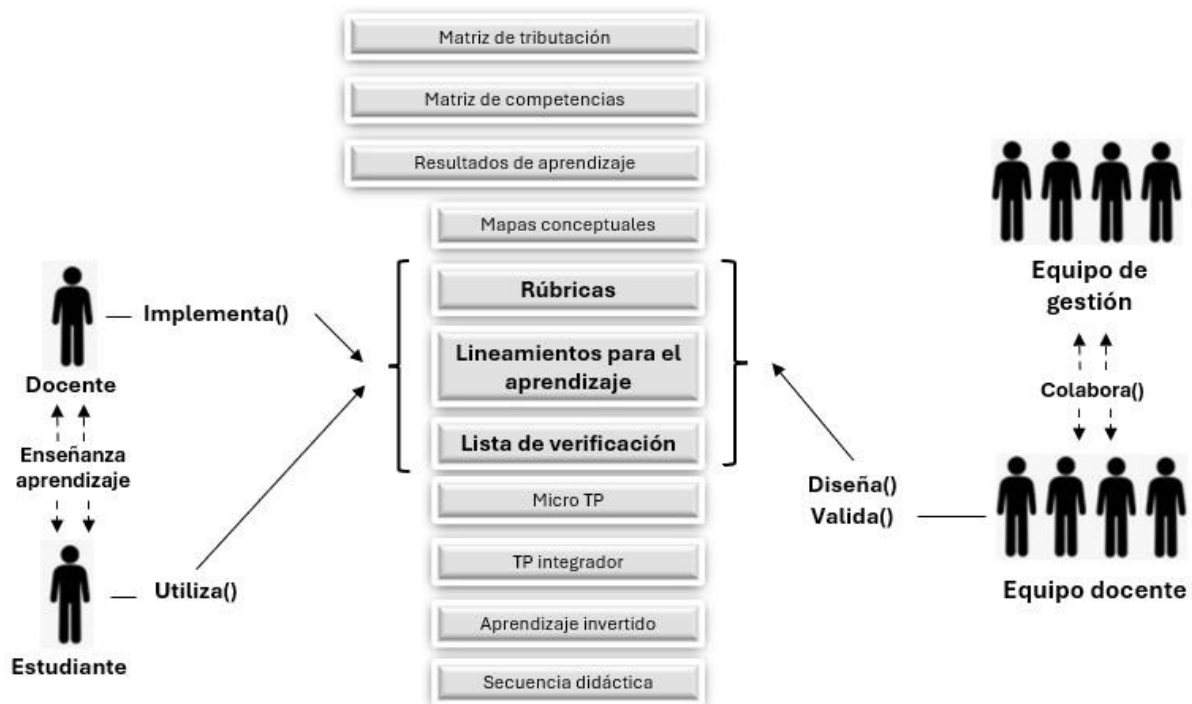 Matriz de tributación
Matriz de competencias
Resultados de aprendizaje
Mapas conceptuales
Rúbricas
Lineamientos para el
aprendizaje
Lista de verificación
Micro TP
TP integrador
Aprendizaje invertido
Secuencia didáctica
Implementa()
Docente
Enseñanza
aprendizaje
Utiliza()
Estudiante
Equipo de
gestión
Colabora()
Diseña()
Valida()
Equipo docente